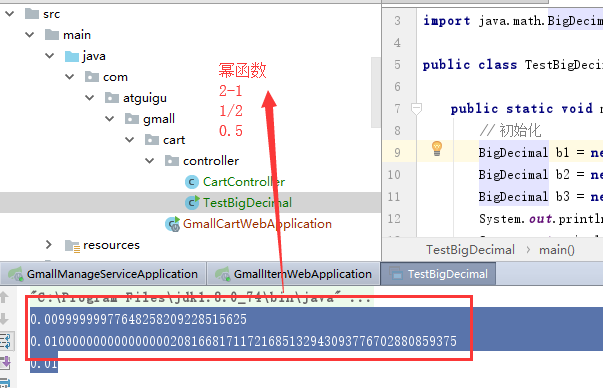 src
main
java
com
atguigu
gmall
cart
controller
CartController
TestBigDecimal
GmallCartWebApplication
resources
幂函数
2-1
1/2
0.5
3 import java.math.BigDecim
4
5 public class TestBigDeci
6
7 public static void m
8 // 初始化
9 BigDecimal b1 = ne
10 BigDecimal b2 = ne
11 BigDecimal b3 = ne
12 System.out.println
TestBigDecimal main()
GmallManageServiceApplication GmallItemWebApplication TestBigDecimal
"C:\Program Files\jdk1.8.0_74\bin\java" ...
0.00999999977648258209228515625
0.01000000000000000020816681711721685132943093776702880859375
0.01